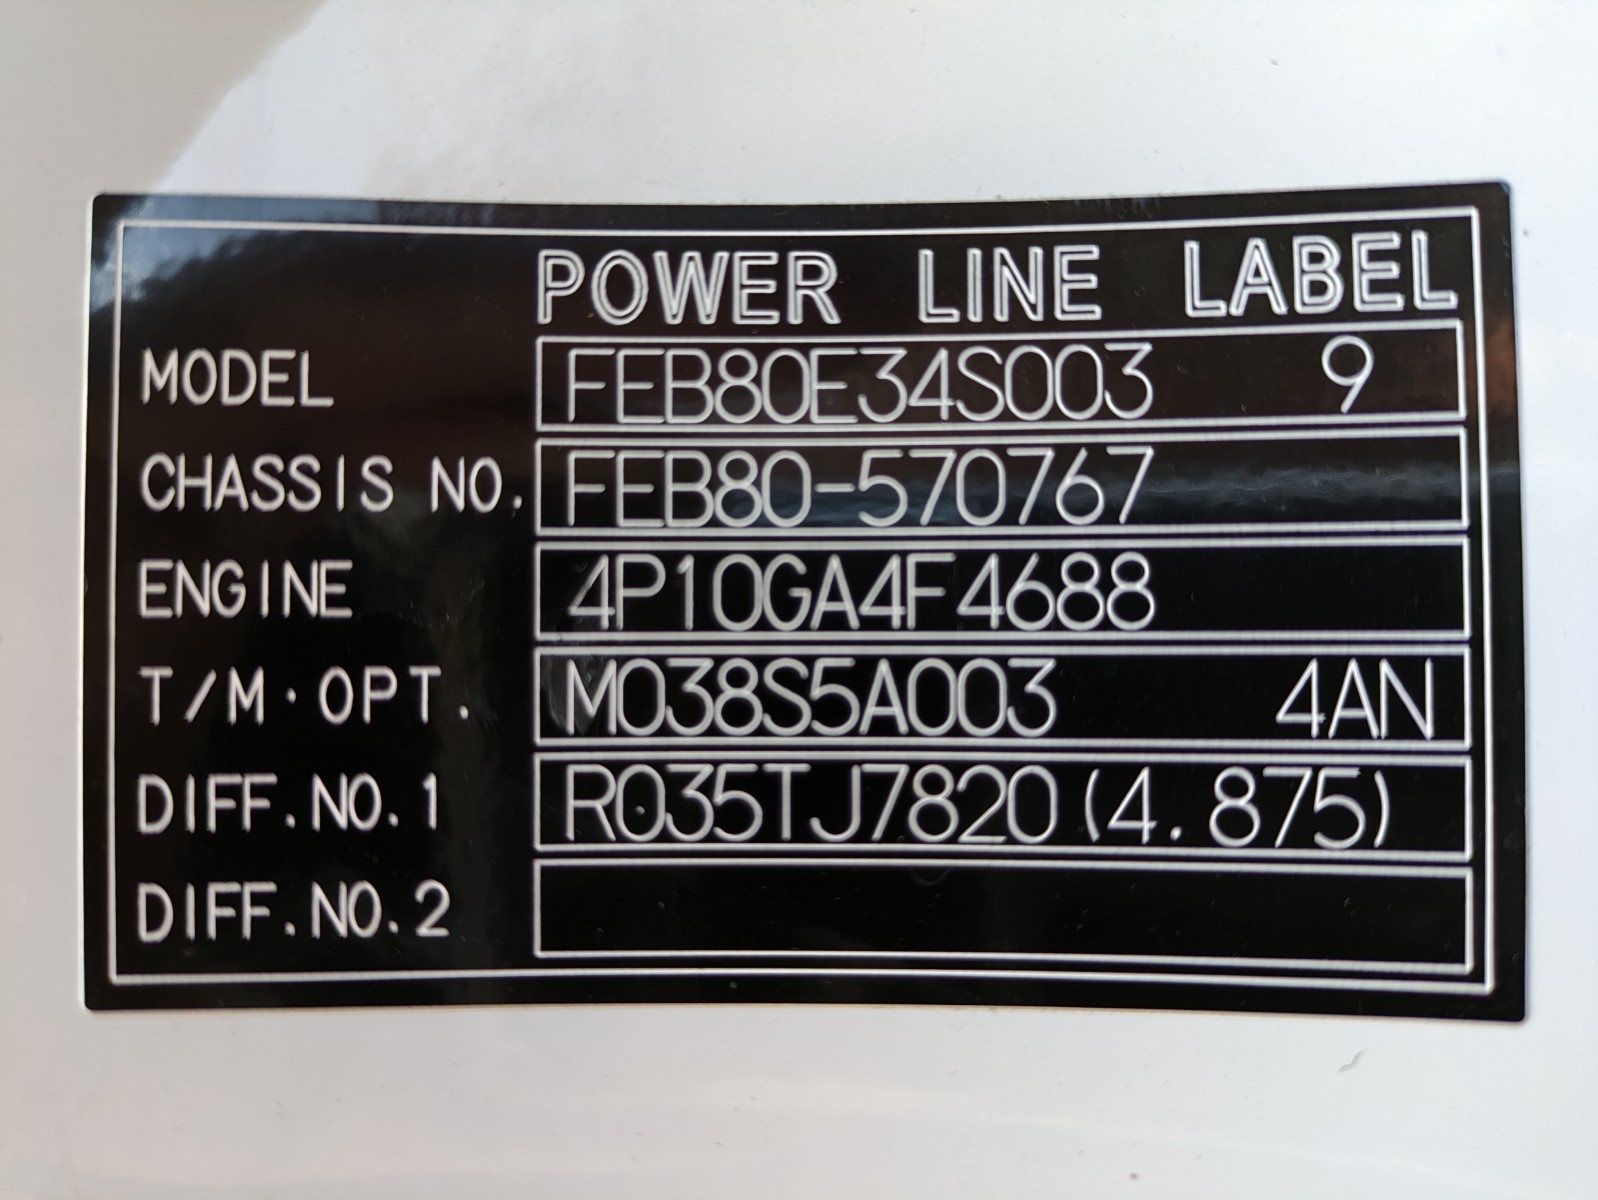 POWER LINE LABEL
MODEL FEB80E34S003 9
CHASSIS NO. FEB80-570767
ENGINE 4P10GA4F4688
T/M·OPT. M038S5A003 4AN
DIFF.NO.1 R035TJ7820(4.875)
DIFF.NO.2